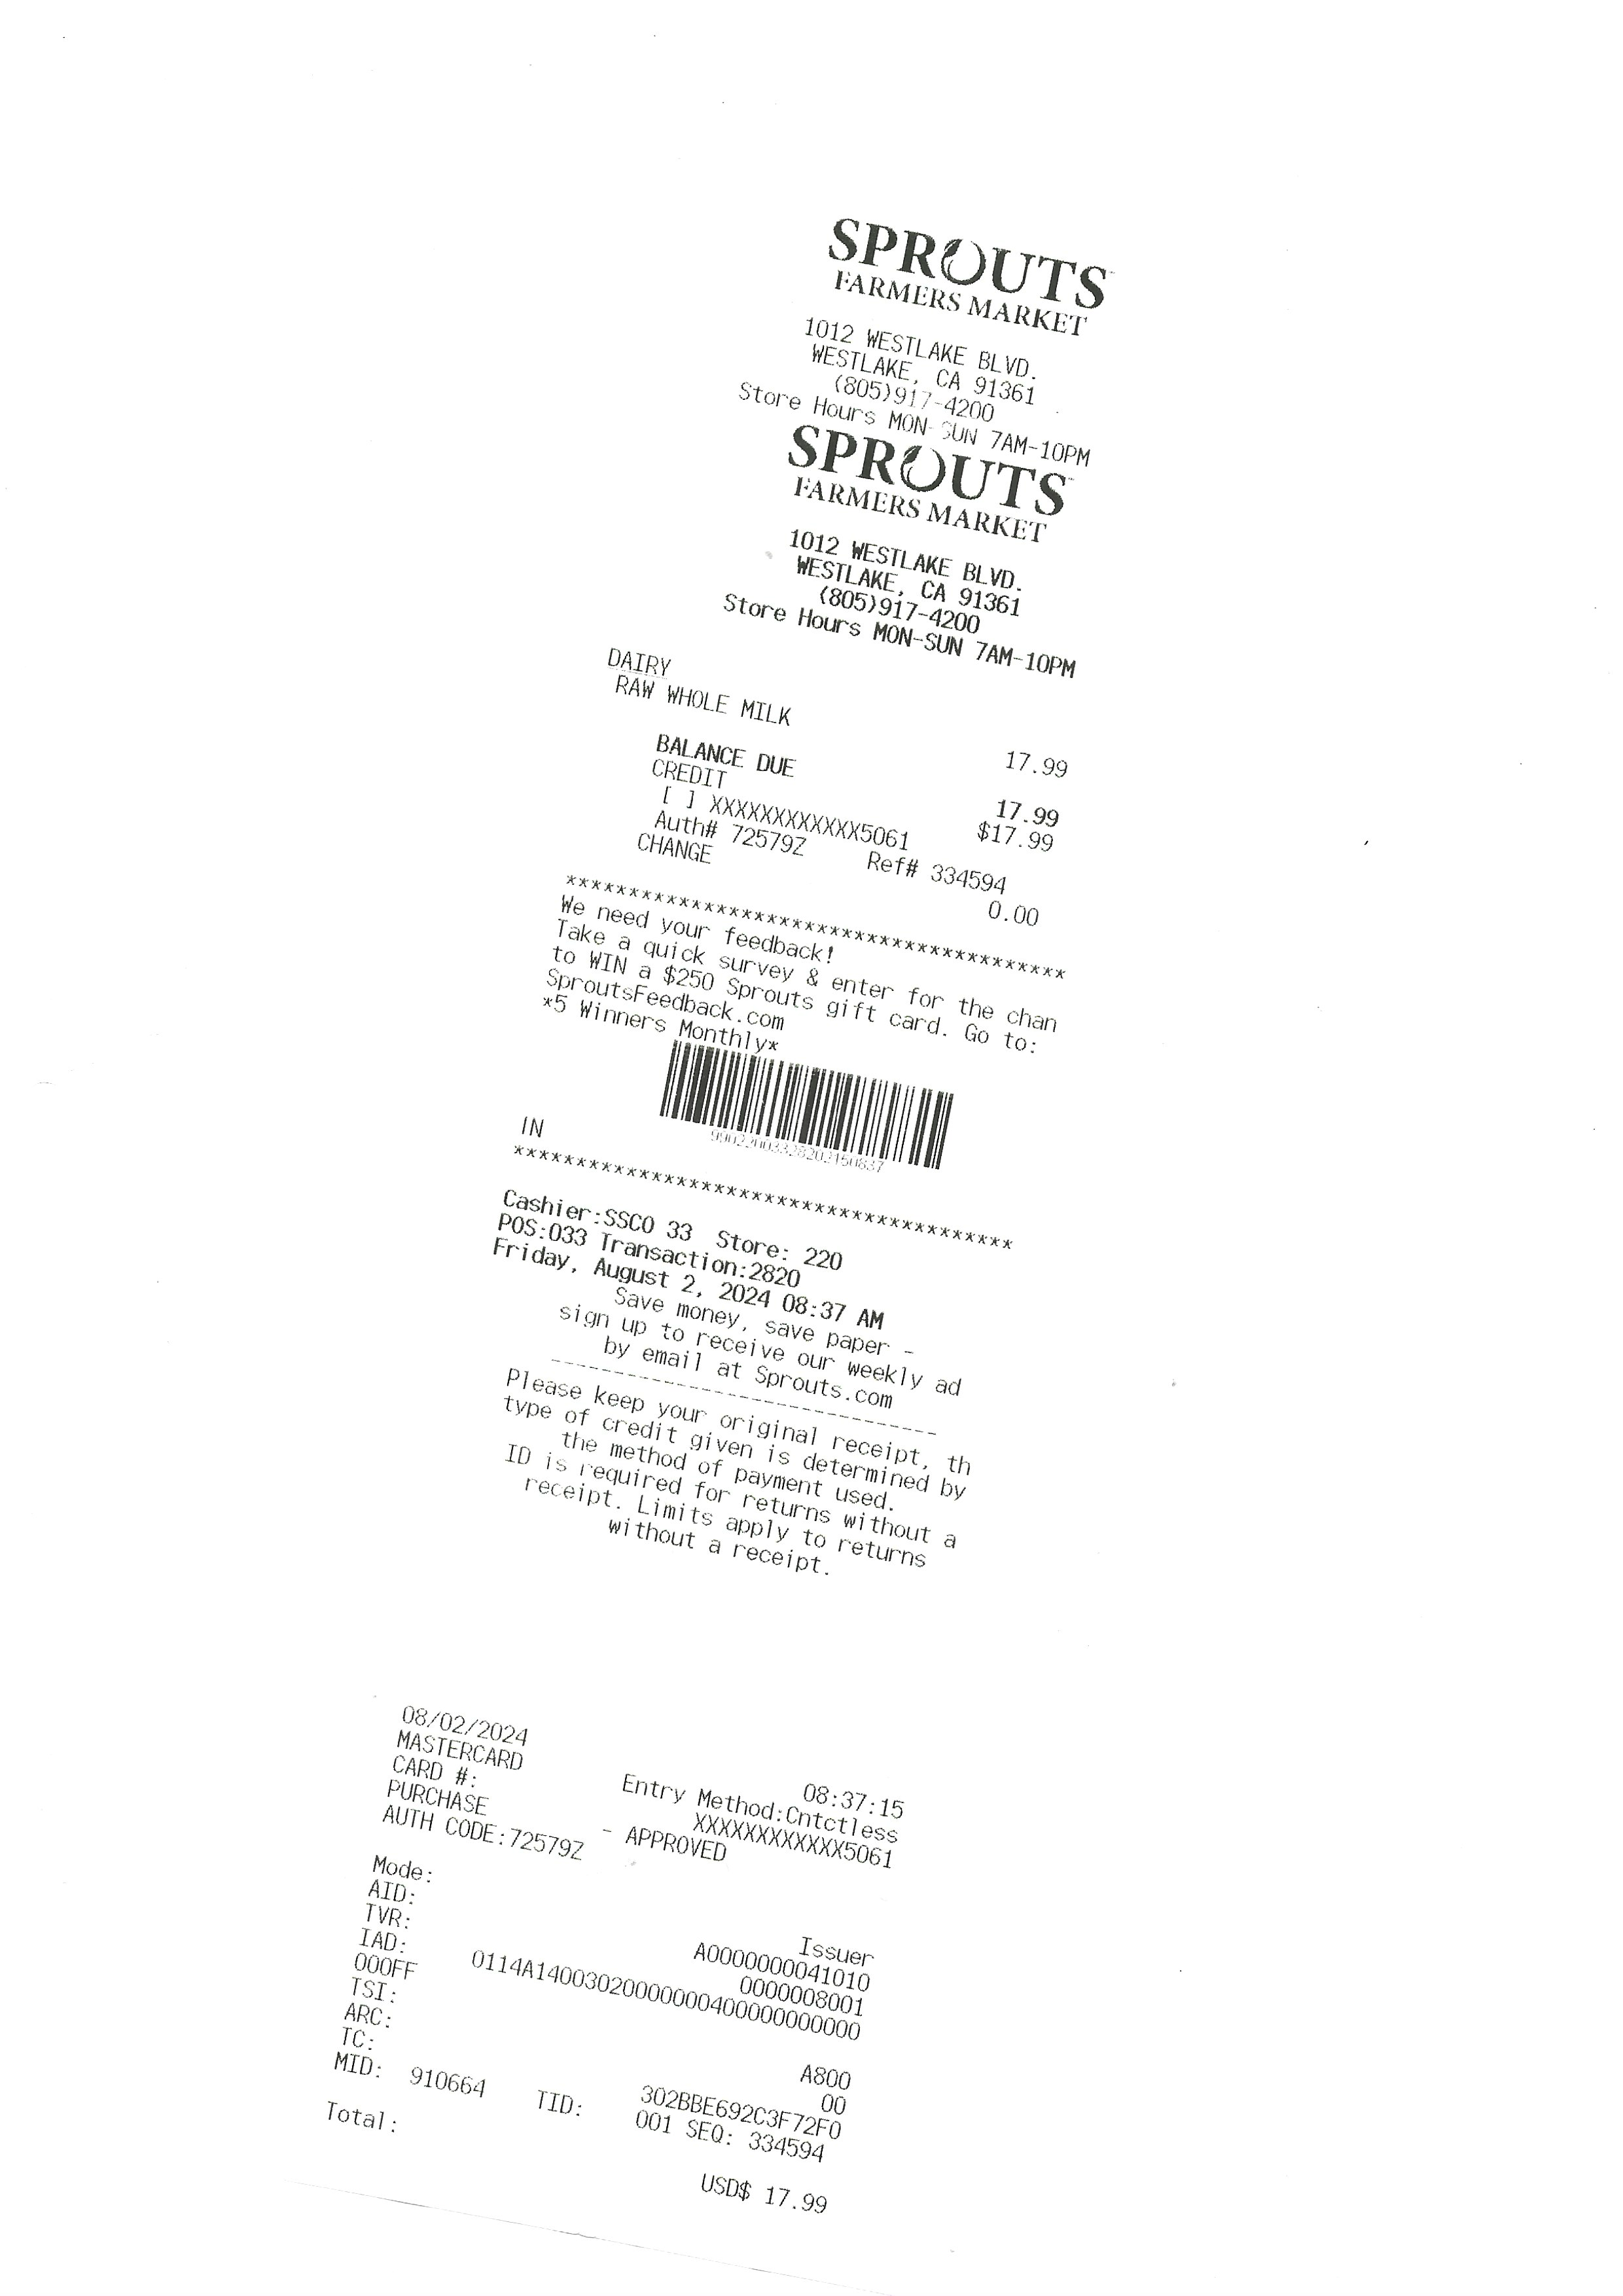 SPROUTS
FARMERS MARKET
1012 WESTLAKE BLVD.
WESTLAKE, CA 91361
(805)917-4200
Store Hours MON-SUN 7AM-10PM
SPROUTS
FARMERS MARKET
1012 WESTLAKE BLVD.
WESTLAKE, CA 91361
(805)917-4200
Store Hours MON-SUN 7AM-10PM
DAIRY
RAW WHOLE MILK 17.99
BALANCE DUE 17.99
CREDIT $17.99
[ ] XXXXXXXXXXXX5061
Auth# 72579Z Ref# 334594
CHANGE 0.00
****************************************
We need your feedback!
Take a quick survey & enter for the chan
to WIN a $250 Sprouts gift card. Go to:
SproutsFeedback.com
*5 Winners Monthly*
IN
****************************************
Cashier:SSCO 33 Store: 220
POS:033 Transaction:2820
Friday, August 2, 2024 08:37 AM
Save money, save paper -
sign up to receive our weekly ad
by email at Sprouts.com
--------------------------------
Please keep your original receipt, th
type of credit given is determined by
the method of payment used.
ID is required for returns without a
receipt. Limits apply to returns
without a receipt.
08/02/2024 08:37:15
MASTERCARD Entry Method:Cntctless
CARD #: XXXXXXXXXXXX5061
PURCHASE - APPROVED
AUTH CODE:72579Z
Mode: Issuer
AID: A0000000041010
TVR: 0000008001
IAD: 0114A14003020000000400000000000
000FF
TSI: A800
ARC: 00
TC: 302BBE692C3F72F0
MID: 910664 TID: 001 SEQ: 334594
Total: USD$ 17.99